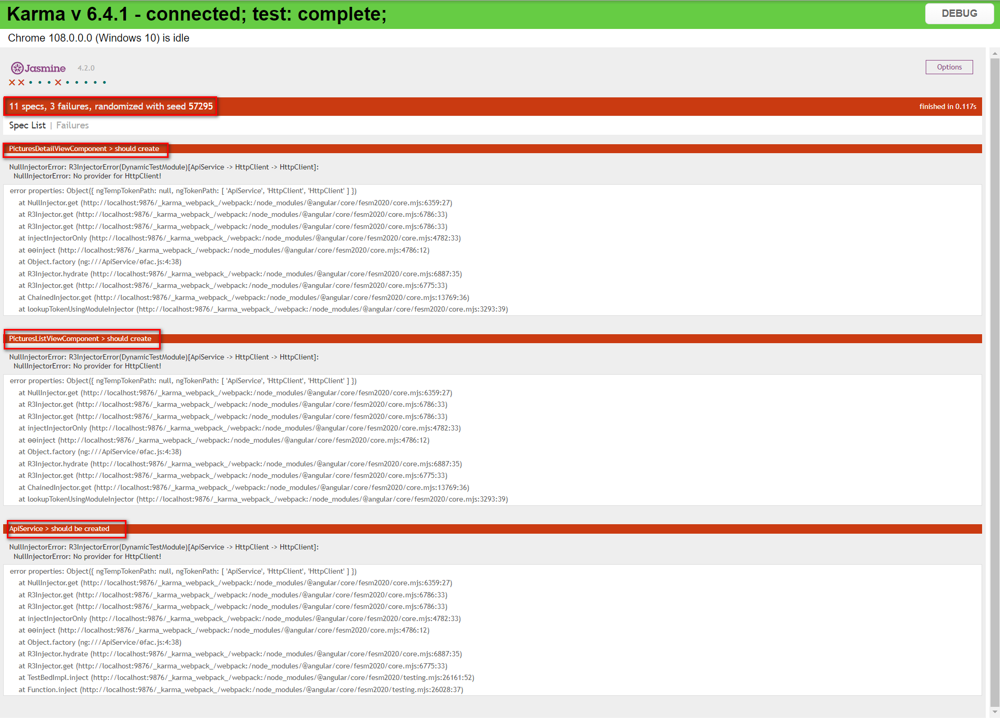 Karma v 6.4.1 - connected; test: complete;
DEBUG
Chrome 108.0.0.0 (Windows 10) is idle
Jasmine 4.2.0
Options
11 specs, 3 failures, randomized with seed 57295
finished in 0.117s
Spec List | Failures
PicturesDetailViewComponent > should create
NullInjectorError: R3InjectorError(DynamicTestModule)[ApiService -> HttpClient -> HttpClient]:
NullInjectorError: No provider for HttpClient!
error properties: Object({ ngTempTokenPath: null, ngTokenPath: [ 'ApiService', 'HttpClient', 'HttpClient' ] })
at NullInjector.get (http://localhost:9876/_karma_webpack_/webpack:/node_modules/@angular/core/fesm2020/core.mjs:6359:27)
at R3Injector.get (http://localhost:9876/_karma_webpack_/webpack:/node_modules/@angular/core/fesm2020/core.mjs:6786:33)
at R3Injector.get (http://localhost:9876/_karma_webpack_/webpack:/node_modules/@angular/core/fesm2020/core.mjs:6786:33)
at injectInjectorOnly (http://localhost:9876/_karma_webpack_/webpack:/node_modules/@angular/core/fesm2020/core.mjs:4782:33)
at ɵɵinject (http://localhost:9876/_karma_webpack_/webpack:/node_modules/@angular/core/fesm2020/core.mjs:4786:12)
at Object.factory (ng:///ApiService/ɵfac.js:4:38)
at R3Injector.hydrate (http://localhost:9876/_karma_webpack_/webpack:/node_modules/@angular/core/fesm2020/core.mjs:6887:35)
at R3Injector.get (http://localhost:9876/_karma_webpack_/webpack:/node_modules/@angular/core/fesm2020/core.mjs:6775:33)
at ChainedInjector.get (http://localhost:9876/_karma_webpack_/webpack:/node_modules/@angular/core/fesm2020/core.mjs:13769:36)
at lookupTokenUsingModuleInjector (http://localhost:9876/_karma_webpack_/webpack:/node_modules/@angular/core/fesm2020/core.mjs:3293:39)
PicturesListViewComponent > should create
NullInjectorError: R3InjectorError(DynamicTestModule)[ApiService -> HttpClient -> HttpClient]:
NullInjectorError: No provider for HttpClient!
error properties: Object({ ngTempTokenPath: null, ngTokenPath: [ 'ApiService', 'HttpClient', 'HttpClient' ] })
at NullInjector.get (http://localhost:9876/_karma_webpack_/webpack:/node_modules/@angular/core/fesm2020/core.mjs:6359:27)
at R3Injector.get (http://localhost:9876/_karma_webpack_/webpack:/node_modules/@angular/core/fesm2020/core.mjs:6786:33)
at R3Injector.get (http://localhost:9876/_karma_webpack_/webpack:/node_modules/@angular/core/fesm2020/core.mjs:6786:33)
at injectInjectorOnly (http://localhost:9876/_karma_webpack_/webpack:/node_modules/@angular/core/fesm2020/core.mjs:4782:33)
at ɵɵinject (http://localhost:9876/_karma_webpack_/webpack:/node_modules/@angular/core/fesm2020/core.mjs:4786:12)
at Object.factory (ng:///ApiService/ɵfac.js:4:38)
at R3Injector.hydrate (http://localhost:9876/_karma_webpack_/webpack:/node_modules/@angular/core/fesm2020/core.mjs:6887:35)
at R3Injector.get (http://localhost:9876/_karma_webpack_/webpack:/node_modules/@angular/core/fesm2020/core.mjs:6775:33)
at ChainedInjector.get (http://localhost:9876/_karma_webpack_/webpack:/node_modules/@angular/core/fesm2020/core.mjs:13769:36)
at lookupTokenUsingModuleInjector (http://localhost:9876/_karma_webpack_/webpack:/node_modules/@angular/core/fesm2020/core.mjs:3293:39)
ApiService > should be created
NullInjectorError: R3InjectorError(DynamicTestModule)[ApiService -> HttpClient -> HttpClient]:
NullInjectorError: No provider for HttpClient!
error properties: Object({ ngTempTokenPath: null, ngTokenPath: [ 'ApiService', 'HttpClient', 'HttpClient' ] })
at NullInjector.get (http://localhost:9876/_karma_webpack_/webpack:/node_modules/@angular/core/fesm2020/core.mjs:6359:27)
at R3Injector.get (http://localhost:9876/_karma_webpack_/webpack:/node_modules/@angular/core/fesm2020/core.mjs:6786:33)
at R3Injector.get (http://localhost:9876/_karma_webpack_/webpack:/node_modules/@angular/core/fesm2020/core.mjs:6786:33)
at injectInjectorOnly (http://localhost:9876/_karma_webpack_/webpack:/node_modules/@angular/core/fesm2020/core.mjs:4782:33)
at ɵɵinject (http://localhost:9876/_karma_webpack_/webpack:/node_modules/@angular/core/fesm2020/core.mjs:4786:12)
at Object.factory (ng:///ApiService/ɵfac.js:4:38)
at R3Injector.hydrate (http://localhost:9876/_karma_webpack_/webpack:/node_modules/@angular/core/fesm2020/core.mjs:6887:35)
at R3Injector.get (http://localhost:9876/_karma_webpack_/webpack:/node_modules/@angular/core/fesm2020/core.mjs:6775:33)
at TestBedImpl.inject (http://localhost:9876/_karma_webpack_/webpack:/node_modules/@angular/core/fesm2020/testing.mjs:26161:52)
at Function.inject (http://localhost:9876/_karma_webpack_/webpack:/node_modules/@angular/core/fesm2020/testing.mjs:26028:37)